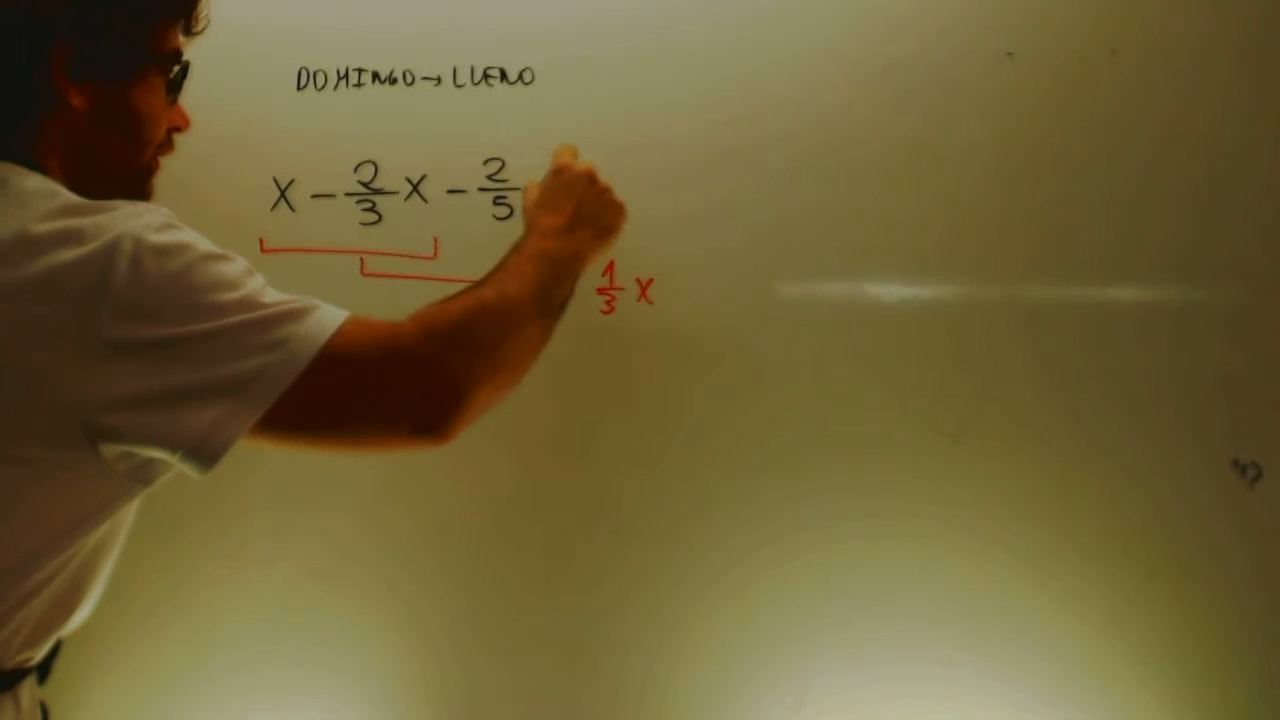 DOMINGO → LLENO
X - 2/3 X - 2/5
1/3 X